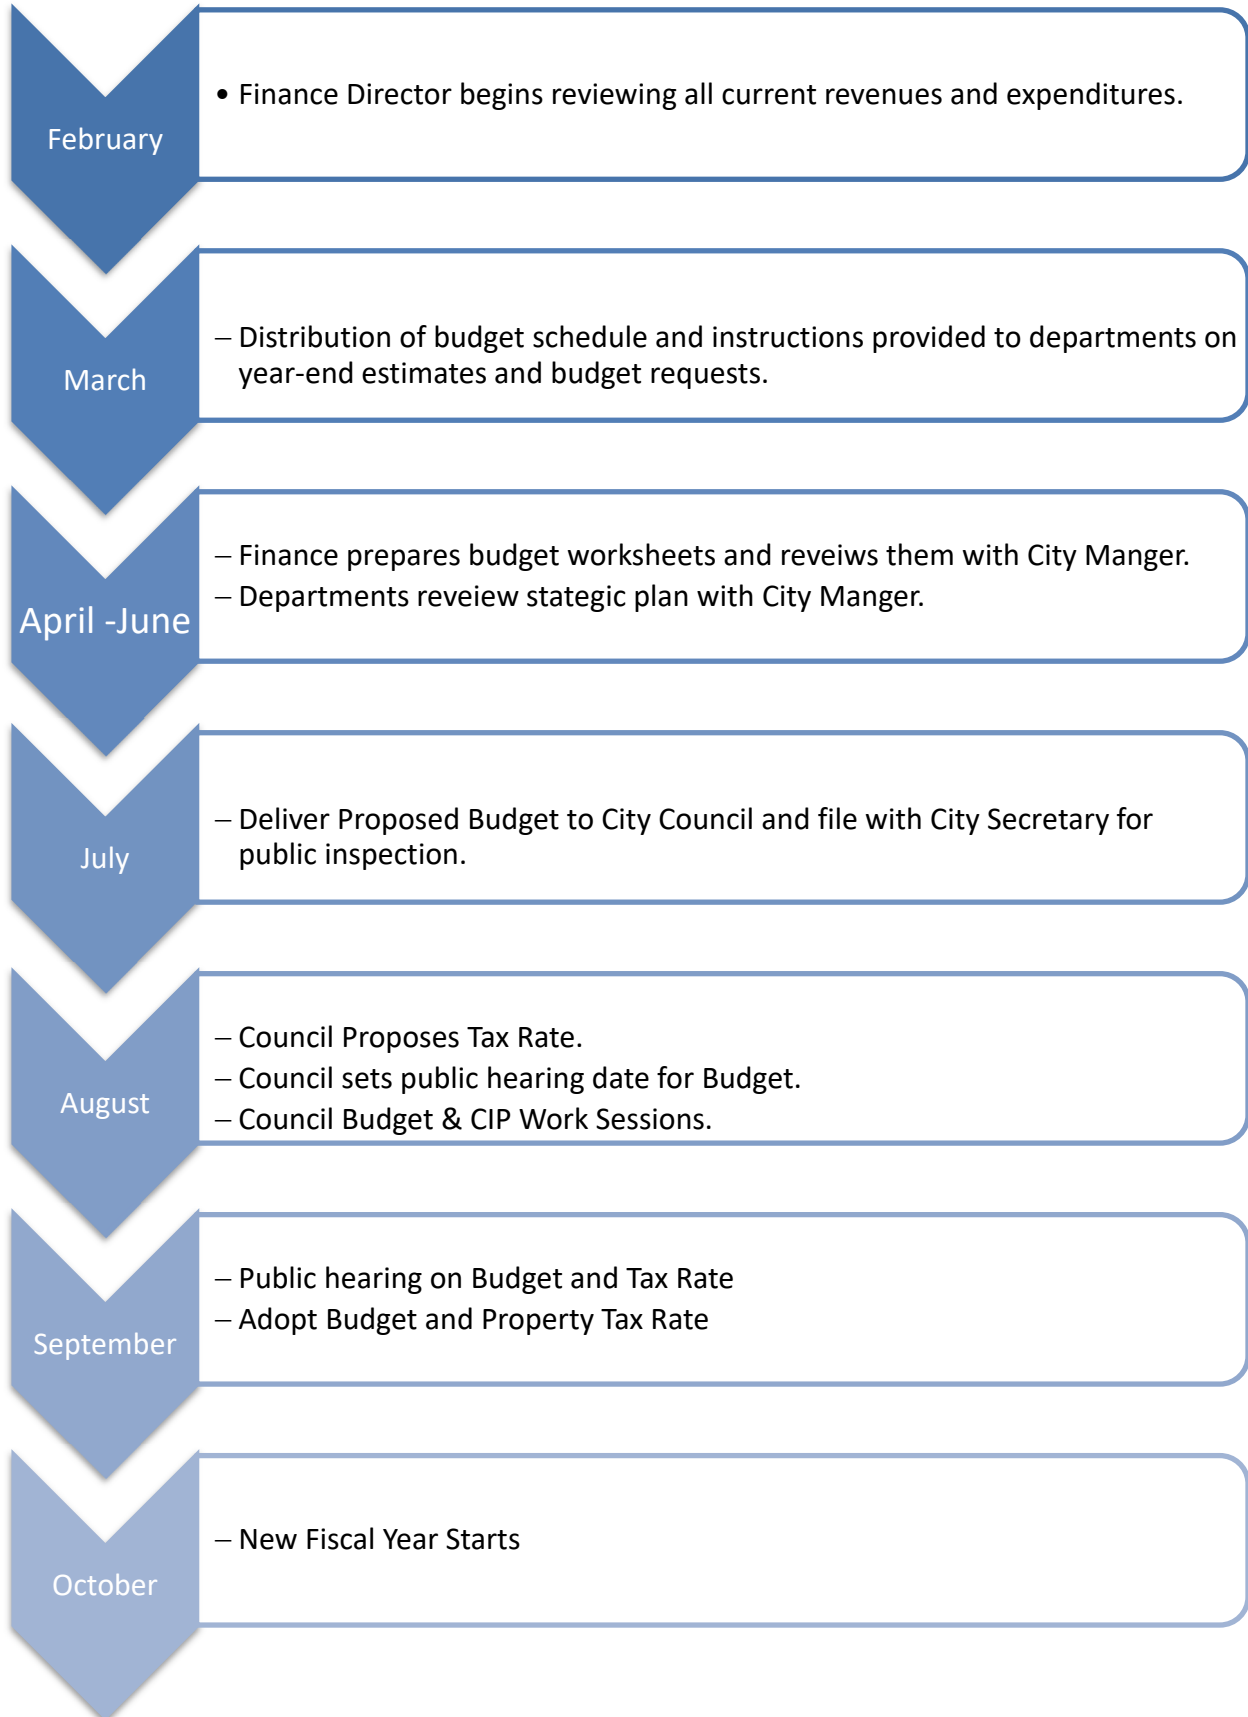 February
• Finance Director begins reviewing all current revenues and expenditures.
March
– Distribution of budget schedule and instructions provided to departments on
year-end estimates and budget requests.
April -June
– Finance prepares budget worksheets and reveiws them with City Manger.
– Departments reveiew stategic plan with City Manger.
July
– Deliver Proposed Budget to City Council and file with City Secretary for
public inspection.
August
– Council Proposes Tax Rate.
– Council sets public hearing date for Budget.
– Council Budget & CIP Work Sessions.
September
– Public hearing on Budget and Tax Rate
– Adopt Budget and Property Tax Rate
October
– New Fiscal Year Starts